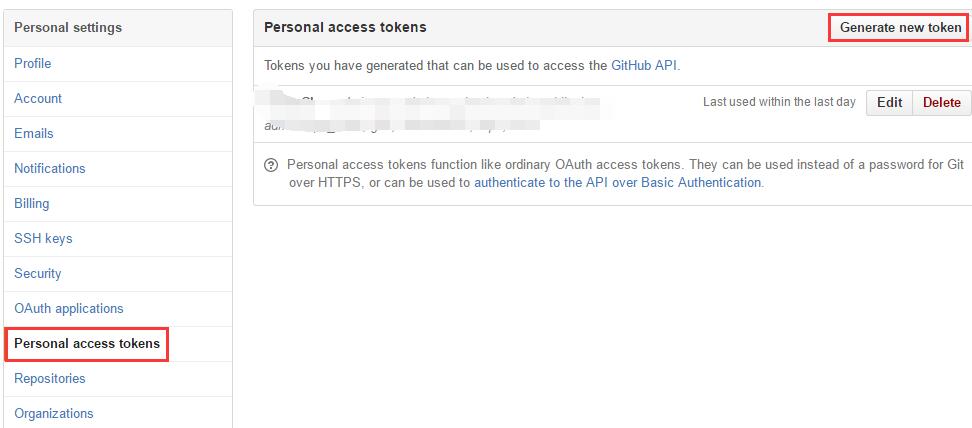 Personal settings
Profile
Account
Emails
Notifications
Billing
SSH keys
Security
OAuth applications
Personal access tokens
Repositories
Organizations
Personal access tokens
Generate new token
Tokens you have generated that can be used to access the GitHub API.
Last used within the last day
Edit
Delete
Personal access tokens function like ordinary OAuth access tokens. They can be used instead of a password for Git
over HTTPS, or can be used to authenticate to the API over Basic Authentication.